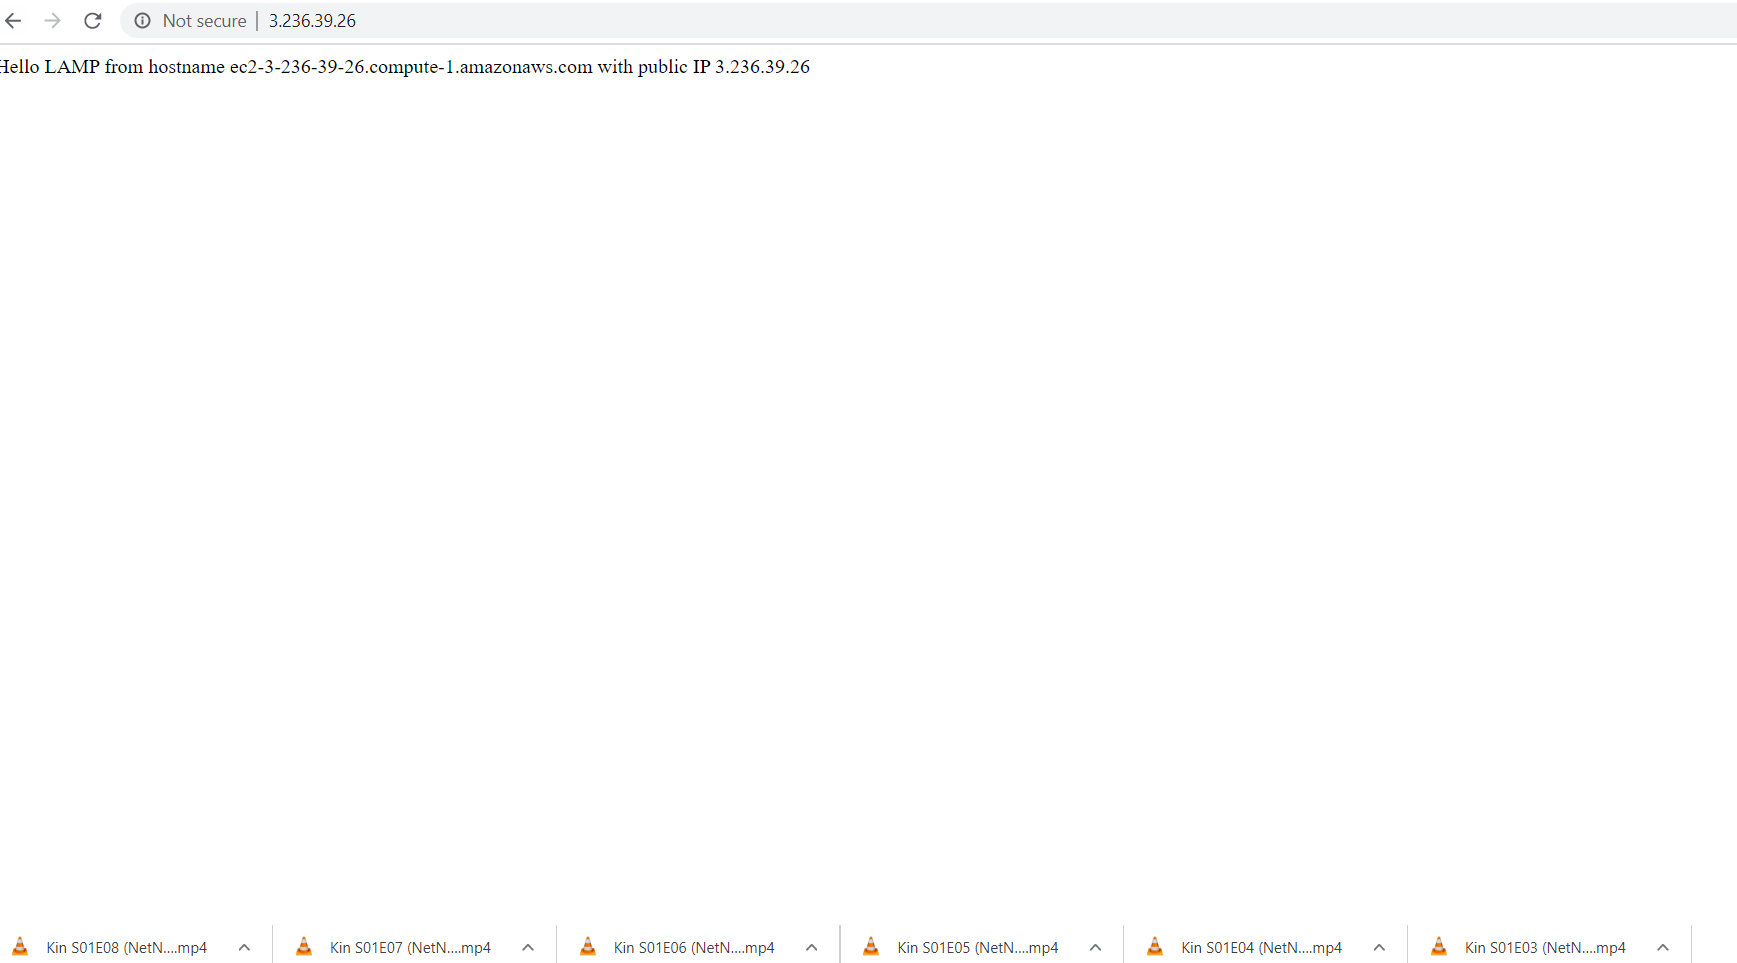 Not secure | 3.236.39.26
Hello LAMP from hostname ec2-3-236-39-26.compute-1.amazonaws.com with public IP 3.236.39.26
Kin S01E08 (NetN....mp4
Kin S01E07 (NetN....mp4
Kin S01E06 (NetN....mp4
Kin S01E05 (NetN....mp4
Kin S01E04 (NetN....mp4
Kin S01E03 (NetN....mp4